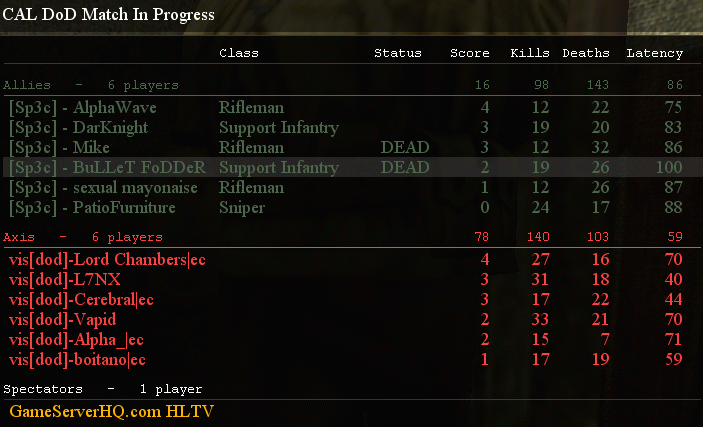 CAL DoD Match In Progress
Class Status Score Kills Deaths Latency
Allies - 6 players 16 98 143 86
[Sp3c] - AlphaWave Rifleman 4 12 22 75
[Sp3c] - DarKnight Support Infantry 3 19 20 83
[Sp3c] - Mike Rifleman DEAD 3 12 32 86
[Sp3c] - BuLLeT FoDDeR Support Infantry DEAD 2 19 26 100
[Sp3c] - sexual mayonaise Rifleman 1 12 26 87
[Sp3c] - PatioFurniture Sniper 0 24 17 88
Axis - 6 players 78 140 103 59
vis[dod]-Lord Chambers|ec 4 27 16 70
vis[dod]-L7NX 3 31 18 40
vis[dod]-Cerebral|ec 3 17 22 44
vis[dod]-Vapid 2 33 21 70
vis[dod]-Alpha_|ec 2 15 7 71
vis[dod]-boitano|ec 1 17 19 59
Spectators - 1 player
GameServerHQ.com HLTV